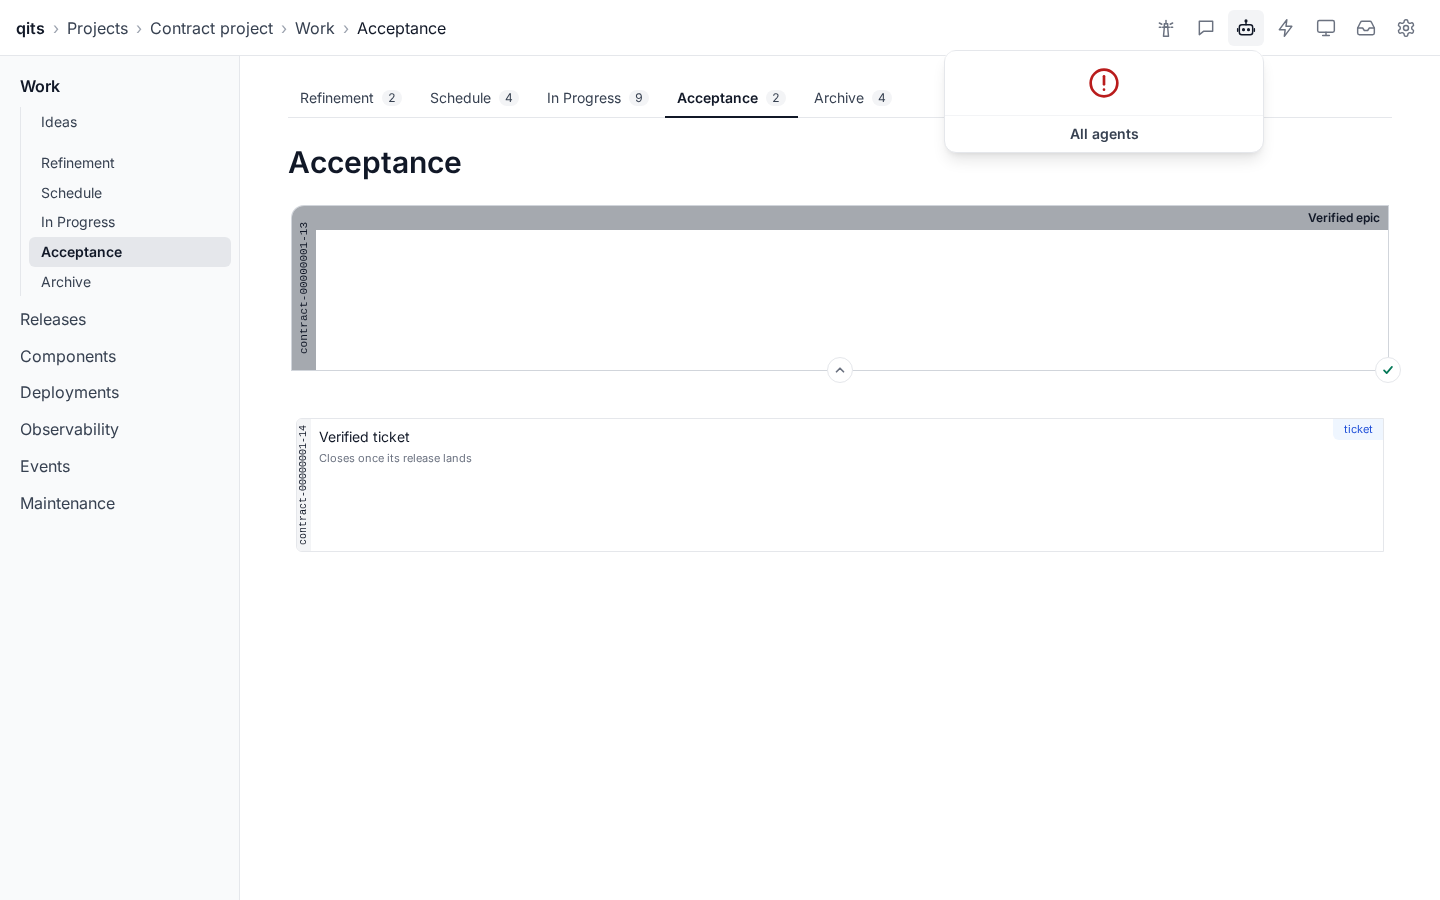 qits › Projects › Contract project › Work › Acceptance
All agents
Work
Ideas
Refinement
Schedule
In Progress
Acceptance
Archive
Releases
Components
Deployments
Observability
Events
Maintenance
Refinement 2
Schedule 4
In Progress 9
Acceptance 2
Archive 4
Acceptance
contract-00000001-13
Verified epic
contract-00000001-14
Verified ticket
ticket
Closes once its release lands